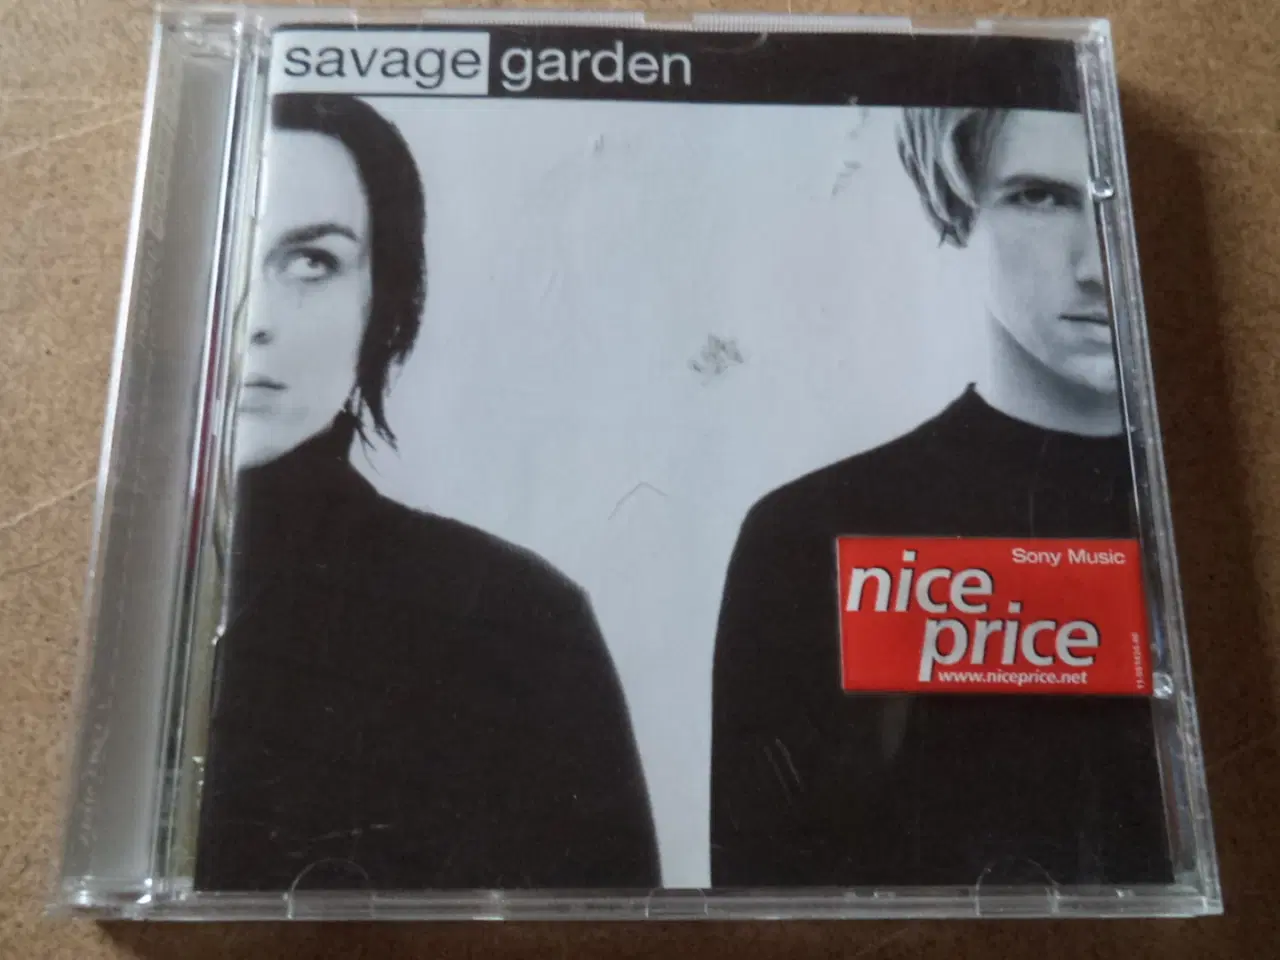 savage garden
Sony Music
nice
price
www.niceprice.net